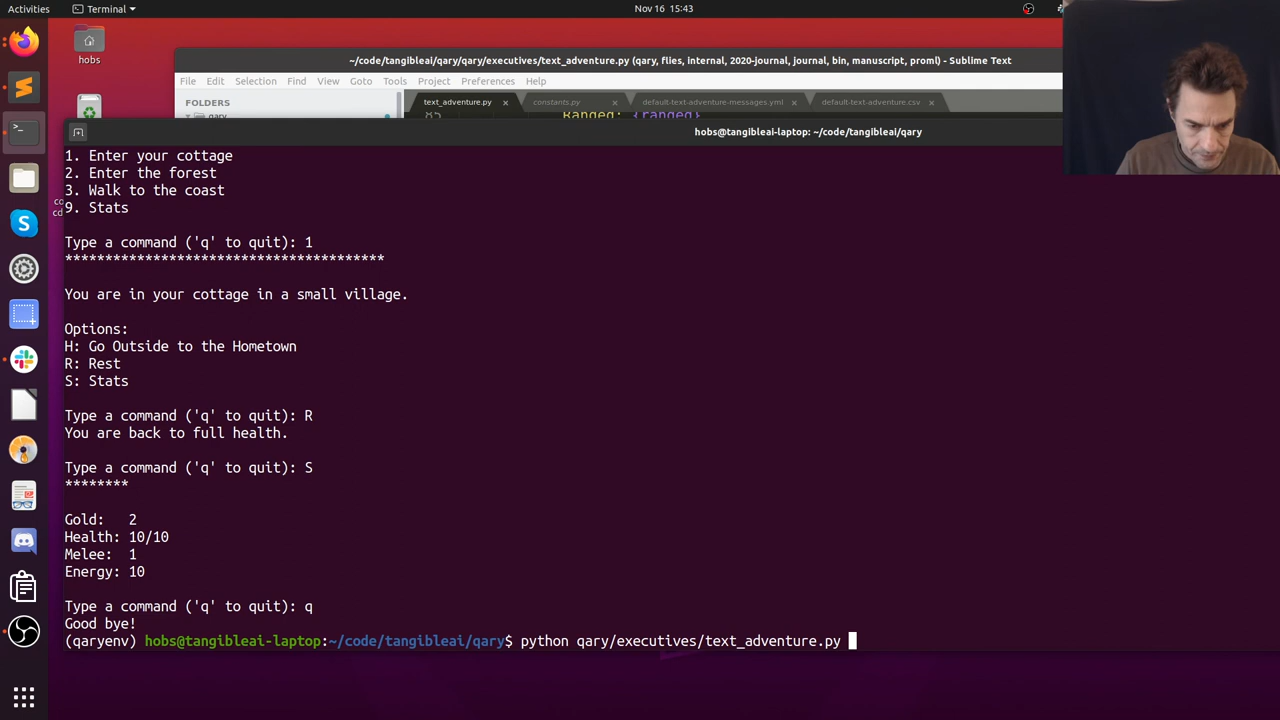 Activities
Terminal
Nov 16 15:43
hobs
~/code/tangibleai/qary/qary/executives/text_adventure.py (qary, flies, internal, 2020-journal, journal, bin, manuscript, proml) - Sublime Text
File Edit Selection Find View Goto Tools Project Preferences Help
FOLDERS
qary
text_adventure.py × constants.py × default-text-adventure-messages.yml × default-text-adventure.csv ×
85 Ranged: {ranged}
hobs@tangibleai-laptop: ~/code/tangibleai/qary
1. Enter your cottage
2. Enter the forest
3. Walk to the coast
9. Stats
Type a command ('q' to quit): 1
****************************************
You are in your cottage in a small village.
Options:
H: Go Outside to the Hometown
R: Rest
S: Stats
Type a command ('q' to quit): R
You are back to full health.
Type a command ('q' to quit): S
********
Gold: 2
Health: 10/10
Melee: 1
Energy: 10
Type a command ('q' to quit): q
Good bye!
(qaryenv) hobs@tangibleai-laptop:~/code/tangibleai/qary$ python qary/executives/text_adventure.py